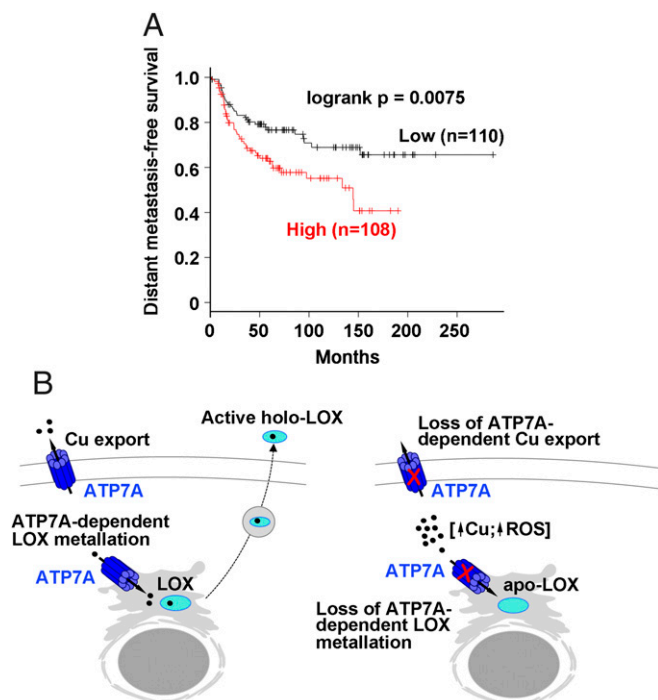 A
Distant metastasis-free survival
1.0
0.8
0.6
0.4
0.2
0
logrank p = 0.0075
Low (n=110)
High (n=108)
0 50 100 150 200 250
Months
B
Cu export
ATP7A
Active holo-LOX
ATP7A-dependent
LOX metallation
ATP7A
LOX
Loss of ATP7A-
dependent Cu export
ATP7A
[↑Cu;↑ROS]
ATP7A
apo-LOX
Loss of ATP7A-
dependent LOX
metallation